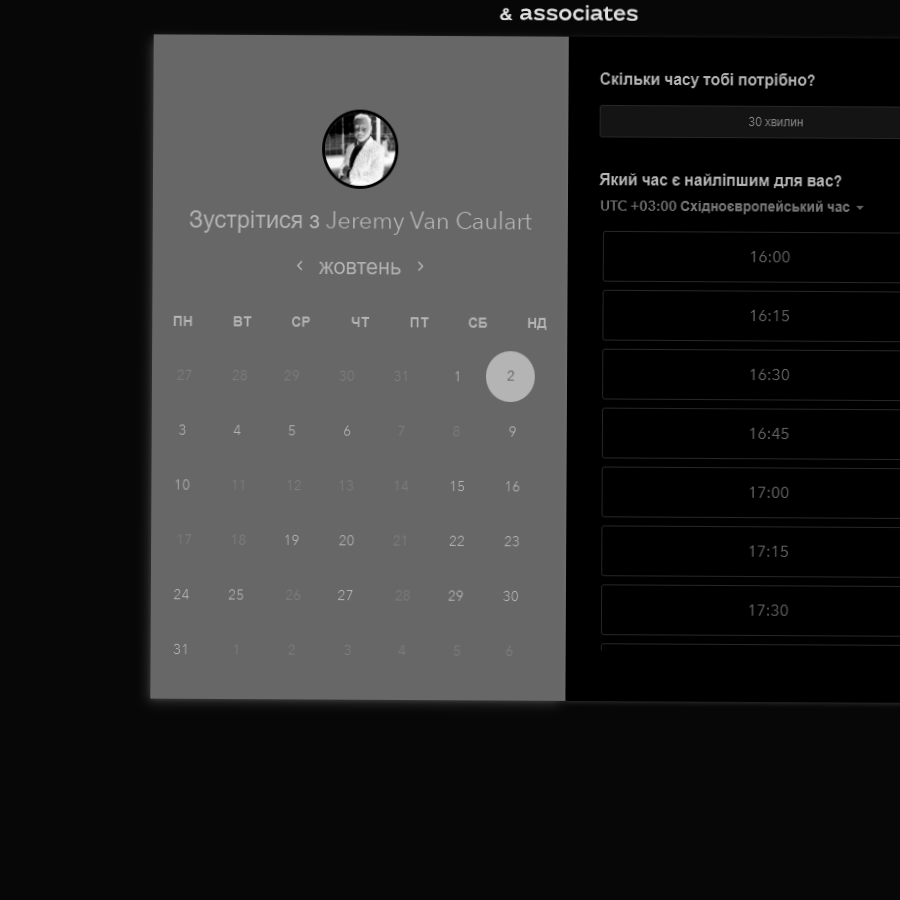 & associates
Зустрітися з Jeremy Van Caulart
жовтень
ПН ВТ СР ЧТ ПТ СБ НД
27 28 29 30 31 1 2
3 4 5 6 7 8 9
10 11 12 13 14 15 16
17 18 19 20 21 22 23
24 25 26 27 28 29 30
31 1 2 3 4 5 6
Скільки часу тобі потрібно?
30 хвилин
Який час є найліпшим для вас?
UTC +03:00 Східноєвропейський час
16:00
16:15
16:30
16:45
17:00
17:15
17:30